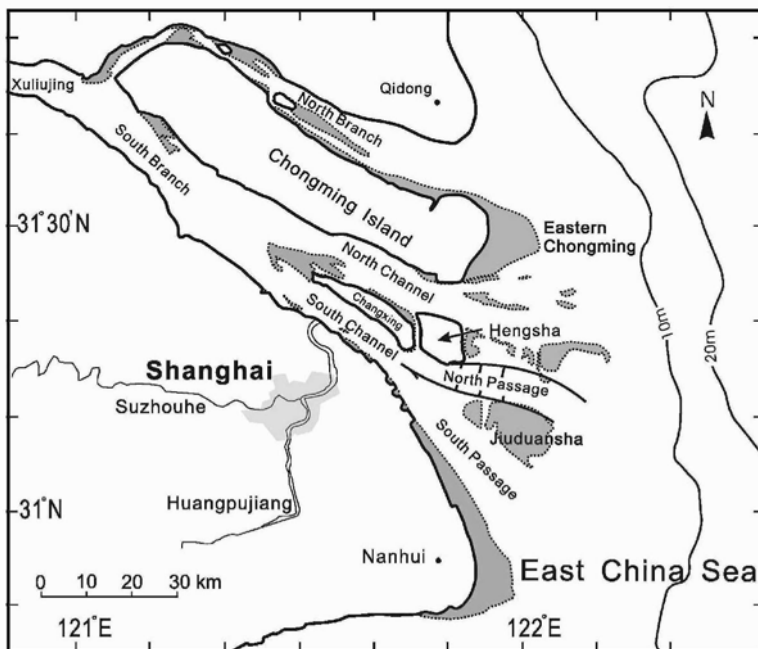 Xuliujing
North Branch
Qidong
N
South Branch
Chongming Island
31°30'N
Eastern
Chongming
North Channel
Changxing
Hengsha
South Channel
10m
20m
Shanghai
North Passage
Suzhouhe
Jiuduansha
South Passage
Huangpujiang
31°N
Nanhui
East China Sea
0 10 20 30 km
121°E
122°E